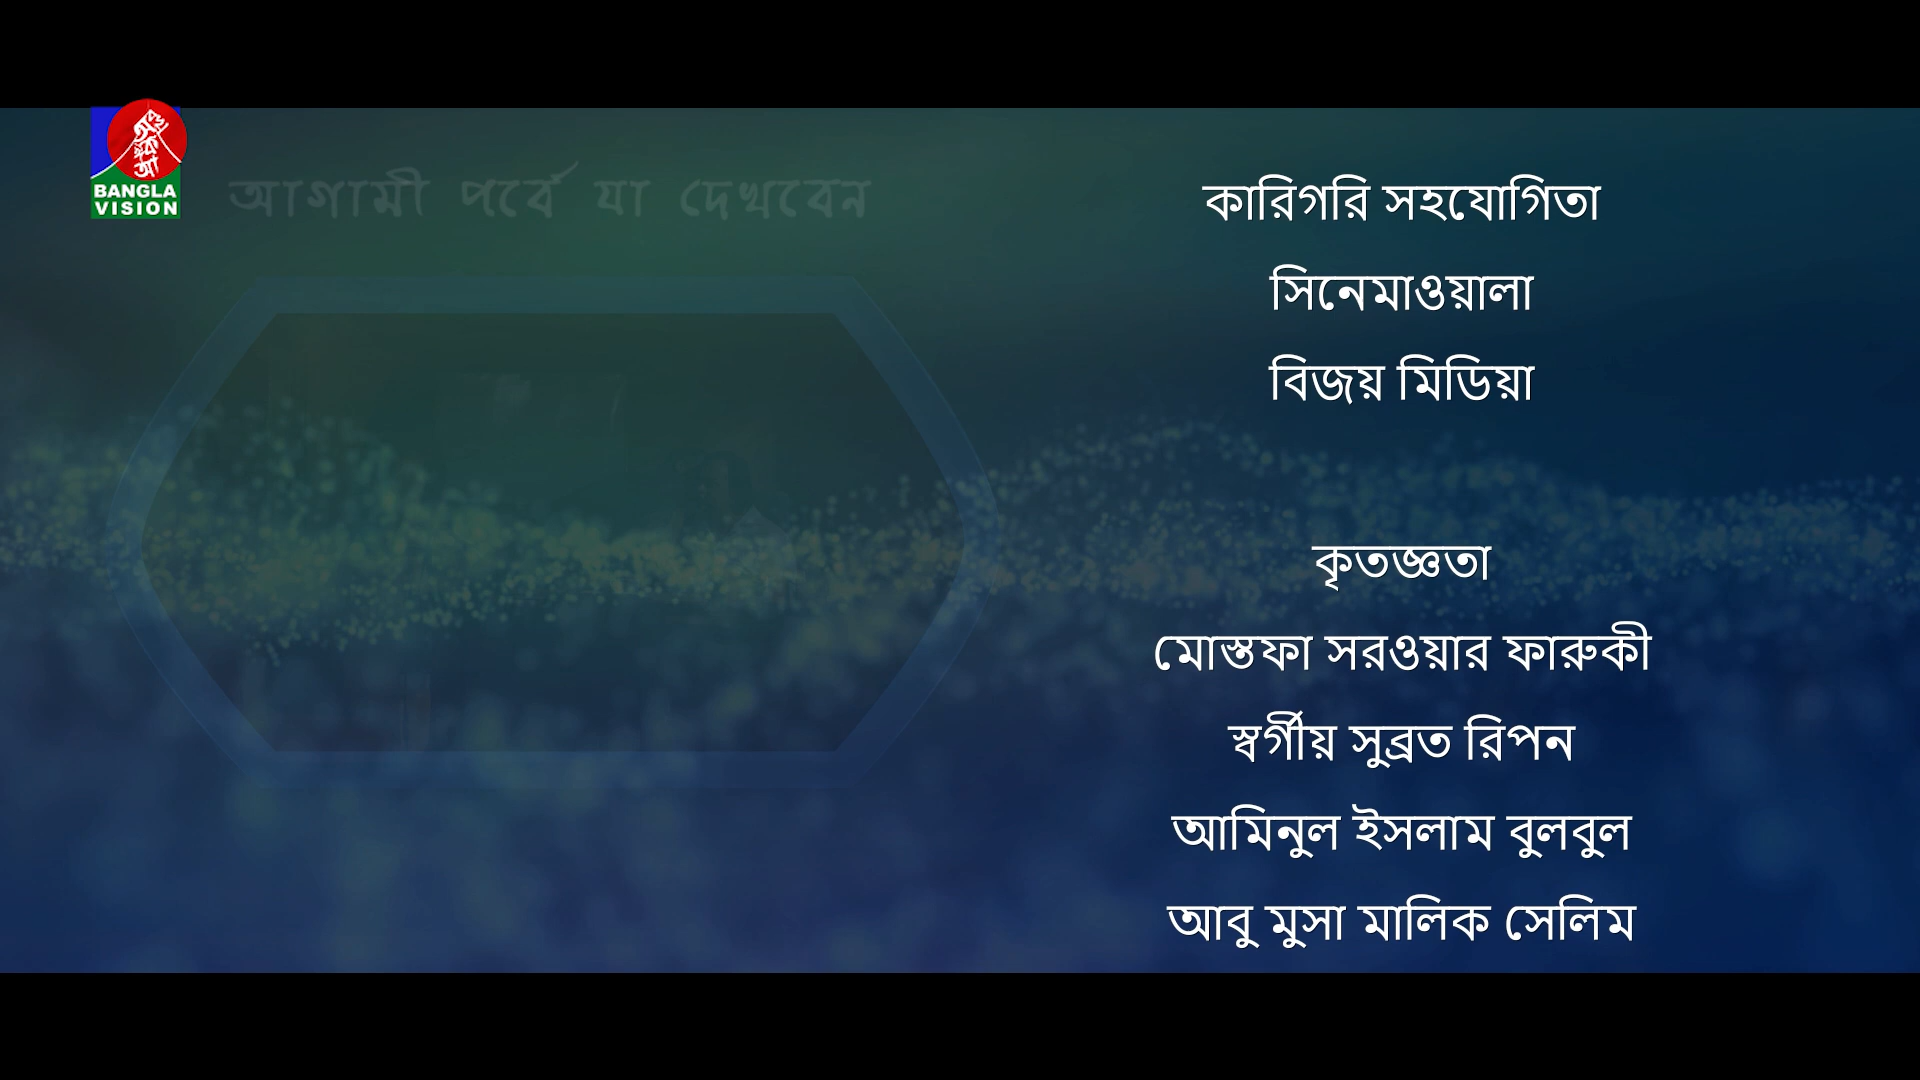 BANGLA
VISION
আগামী পর্বে যা দেখবেন
কারিগরি সহযোগিতা
সিনেমাওয়ালা
বিজয় মিডিয়া
কৃতজ্ঞতা
মোস্তফা সরওয়ার ফারুকী
স্বর্গীয় সুব্রত রিপন
আমিনুল ইসলাম বুলবুল
আবু মুসা মালিক সেলিম